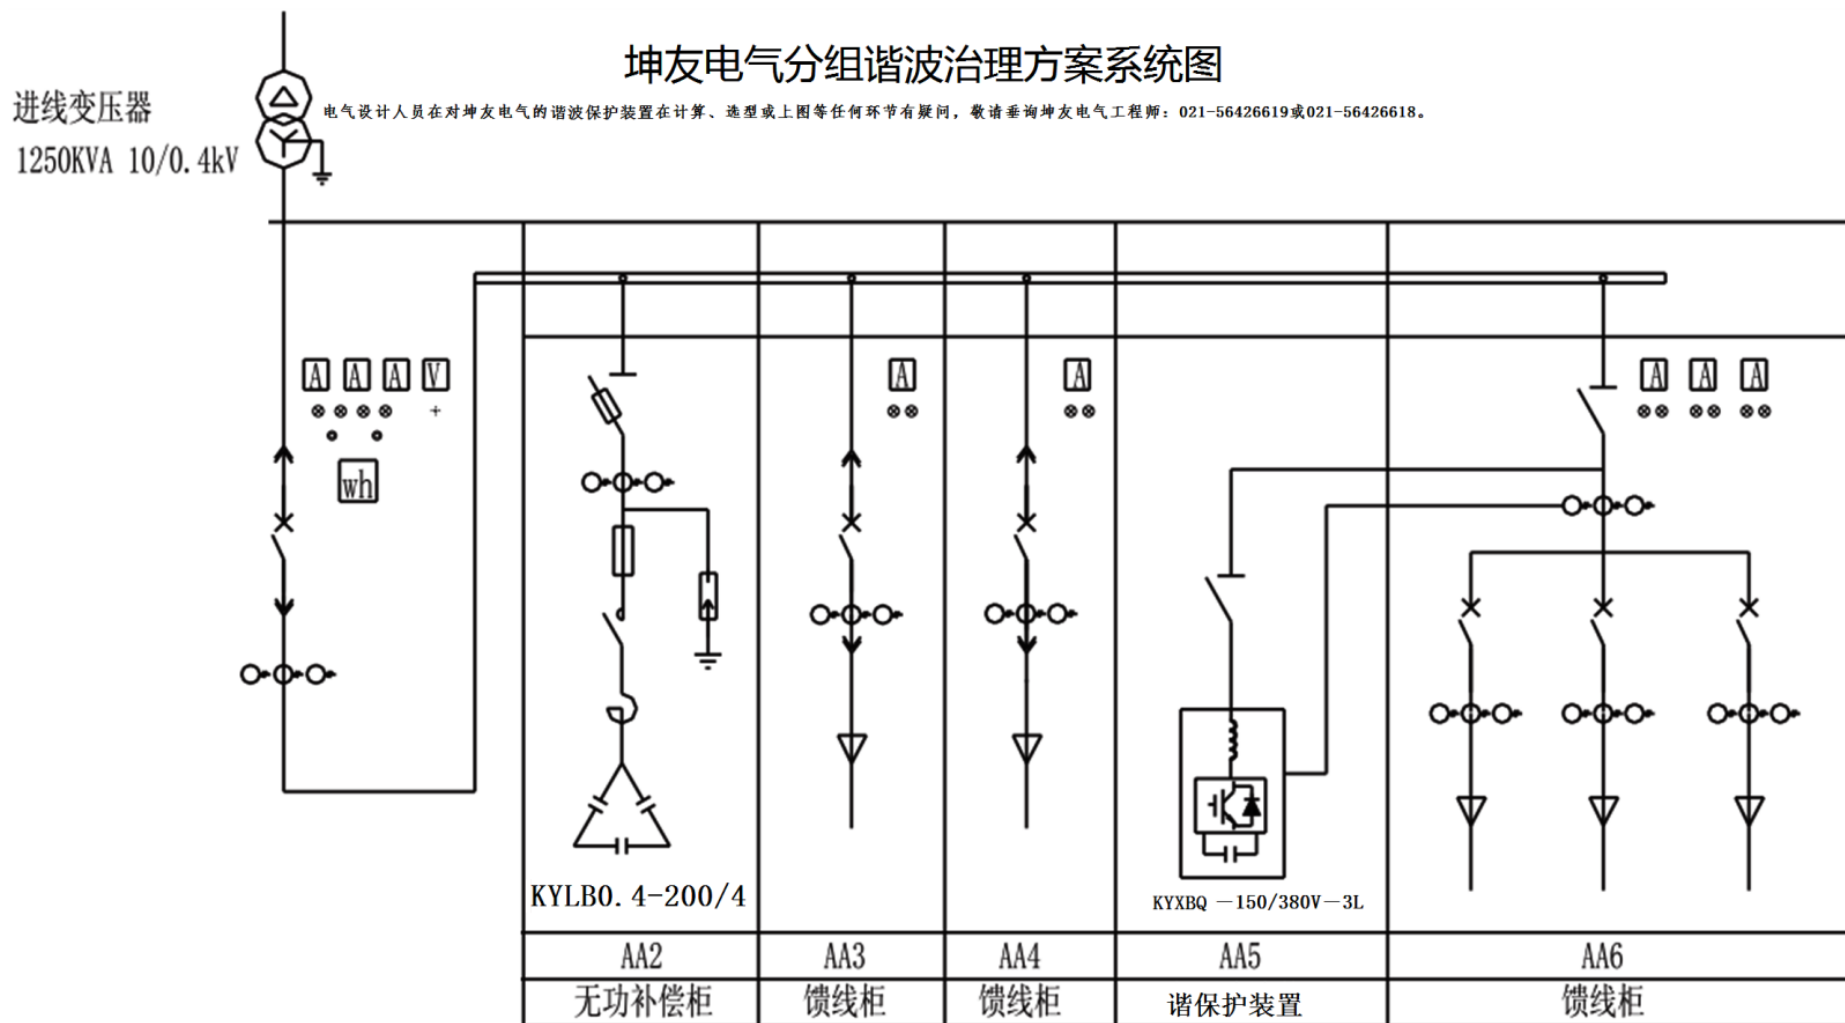 坤友电气分组谐波治理方案系统图
电气设计人员在对坤友电气的谐波保护装置在计算、选型或上图等任何环节有疑问，敬请垂询坤友电气工程师：021-56426619或021-56426618。
进线变压器
1250KVA 10/0.4kV
A A A V
wh
A
A
A A A
KYLB0.4-200/4
KYXBQ —150/380V—3L
AA2 AA3 AA4 AA5 AA6
无功补偿柜 馈线柜 馈线柜 谐保护装置 馈线柜